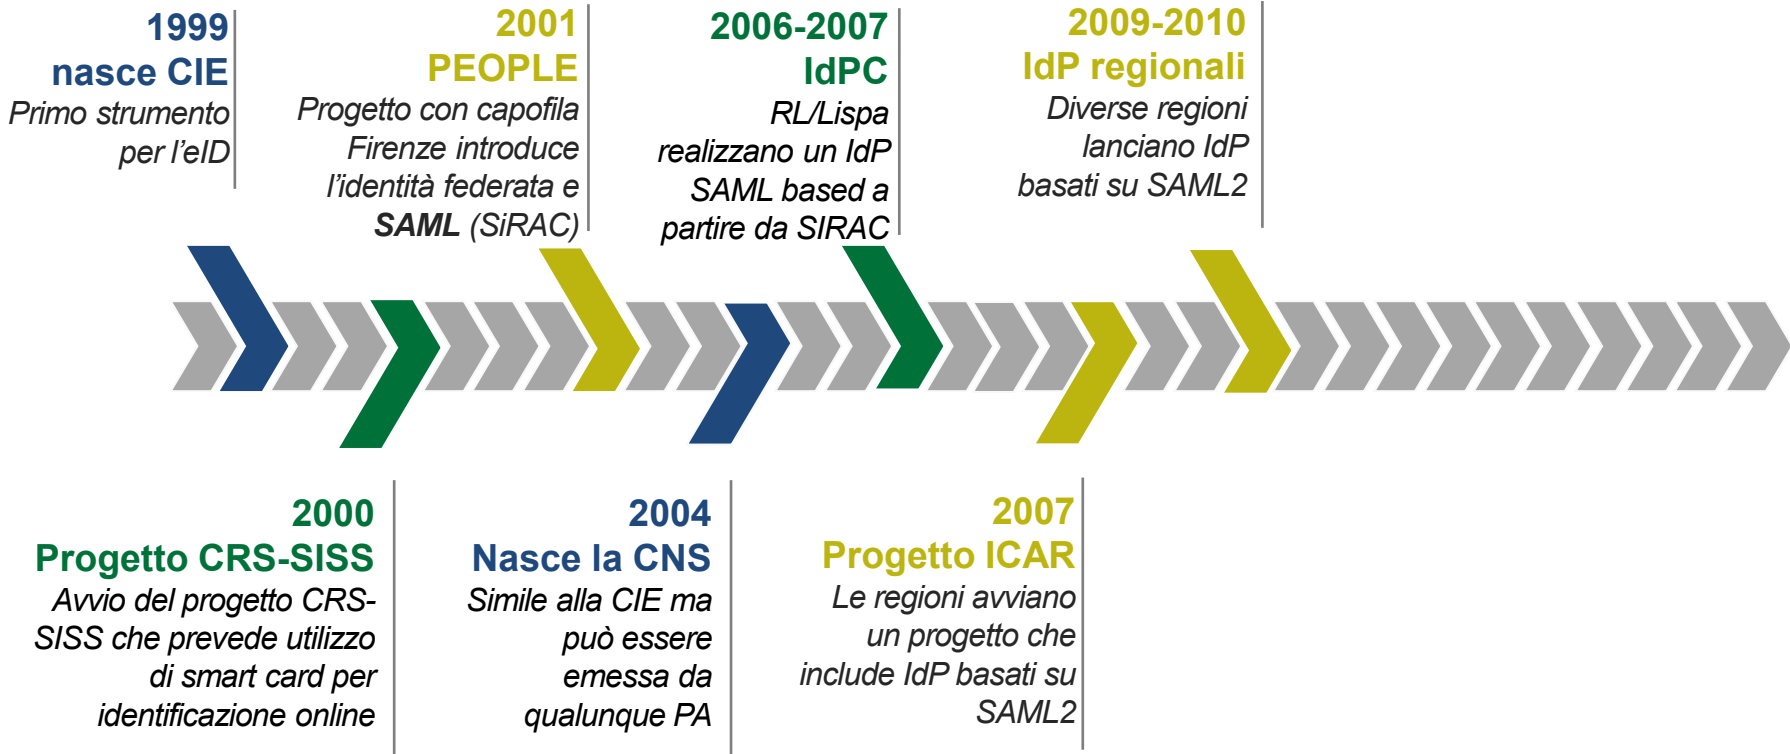 1999
nasce CIE
Primo strumento
per l'eID
2001
PEOPLE
Progetto con capofila
Firenze introduce
l'identità federata e
SAML (SiRAC)
2006-2007
IdPC
RL/Lispa
realizzano un IdP
SAML based a
partire da SIRAC
2009-2010
IdP regionali
Diverse regioni
lanciano IdP
basati su SAML2
2000
Progetto CRS-SISS
Avvio del progetto CRS-
SISS che prevede utilizzo
di smart card per
identificazione online
2004
Nasce la CNS
Simile alla CIE ma
può essere
emessa da
qualunque PA
2007
Progetto ICAR
Le regioni avviano
un progetto che
include IdP basati su
SAML2